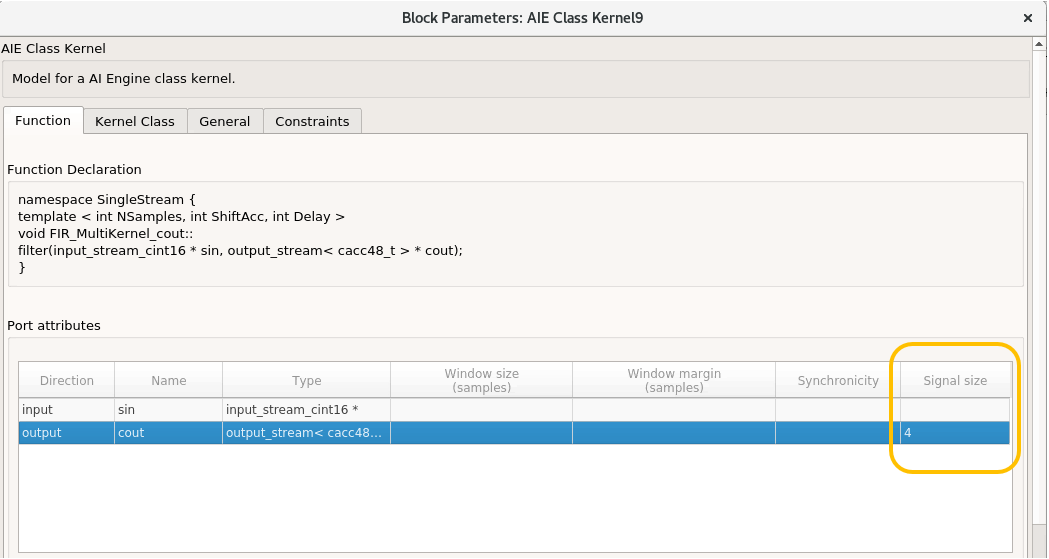 Block Parameters: AIE Class Kernel9
AIE Class Kernel
Model for a AI Engine class kernel.
Function Kernel Class General Constraints
Function Declaration
namespace SingleStream {
template < int NSamples, int ShiftAcc, int Delay >
void FIR_MultiKernel_cout::
filter(input_stream_cint16 * sin, output_stream< cacc48_t > * cout);
}
Port attributes
Direction Name Type Window size (samples) Window margin (samples) Synchronicity Signal size
input sin input_stream_cint16 *
output cout output_stream< cacc48... 4